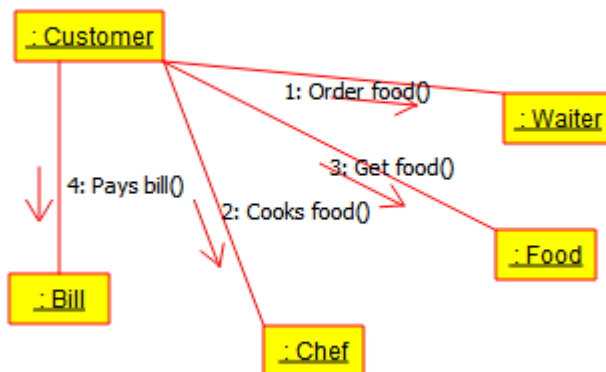 : Customer
1: Order food()
: Waiter
3: Get food()
4: Pays bill()
2: Cooks food()
: Food
: Bill
: Chef